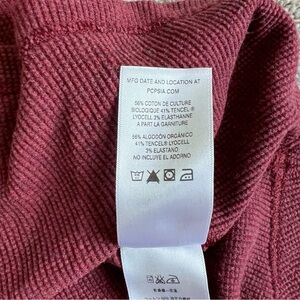 MFG DATE AND LOCATION AT
PCPSIA.COM
56% COTON DE CULTURE
BIOLOGIQUE 41% TENCEL®
LYOCELL 3% ELASTHANNE
A PART LA GARNITURE
56% ALGODÓN ORGÁNICO
41% TENCEL® LYOCELL
3% ELASTANO
NO INCLUYE EL ADORNO